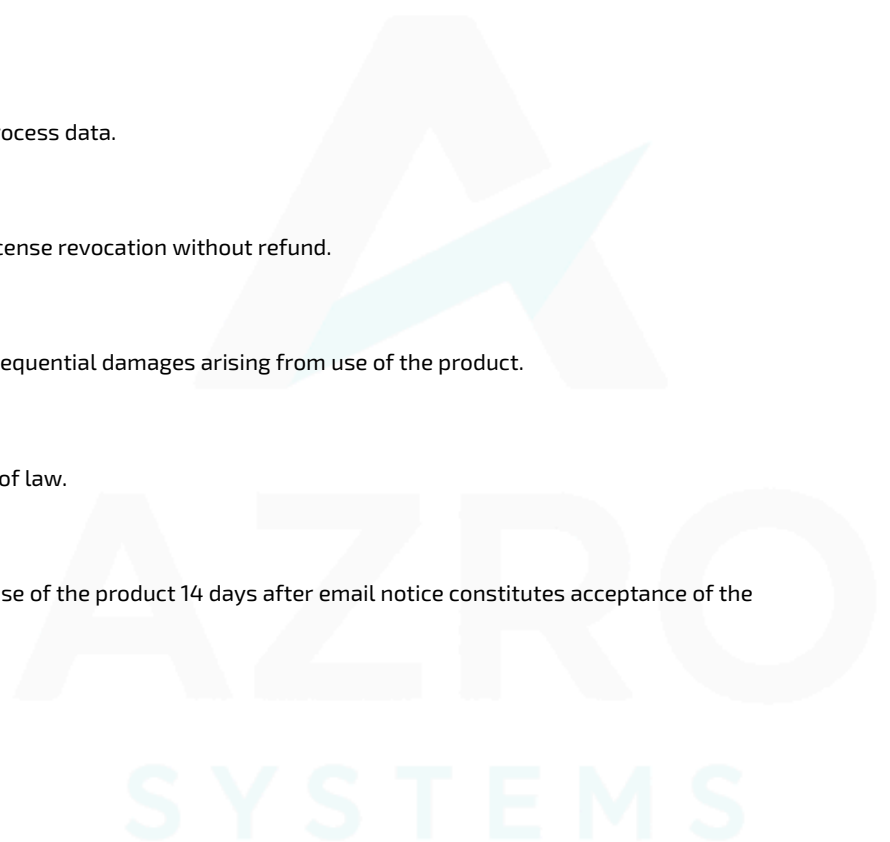 ocess data.
cense revocation without refund.
equential damages arising from use of the product.
of law.
se of the product 14 days after email notice constitutes acceptance of the
AZRO
SYSTEMS